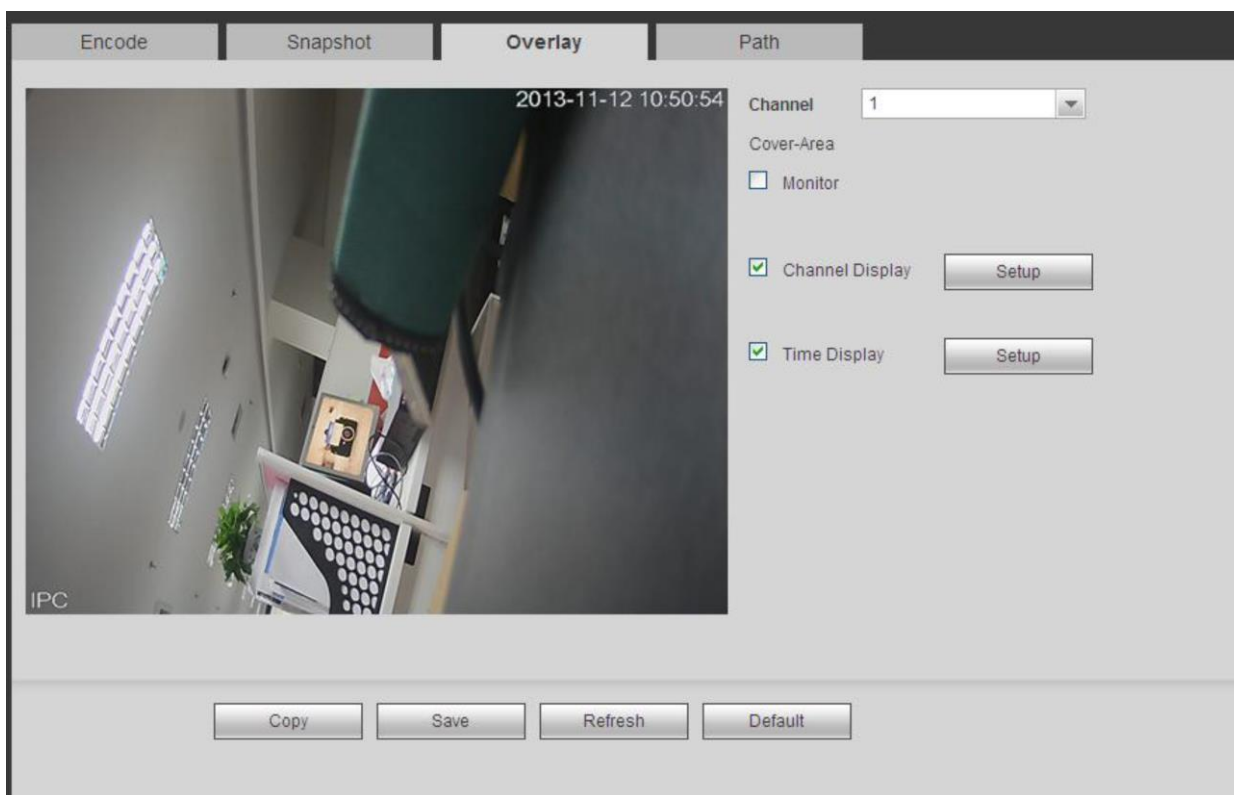 Encode
Snapshot
Overlay
Path
2013-11-12 10:50:54
Channel
1
Cover-Area
Monitor
Channel Display
Setup
Time Display
Setup
IPC
Copy
Save
Refresh
Default